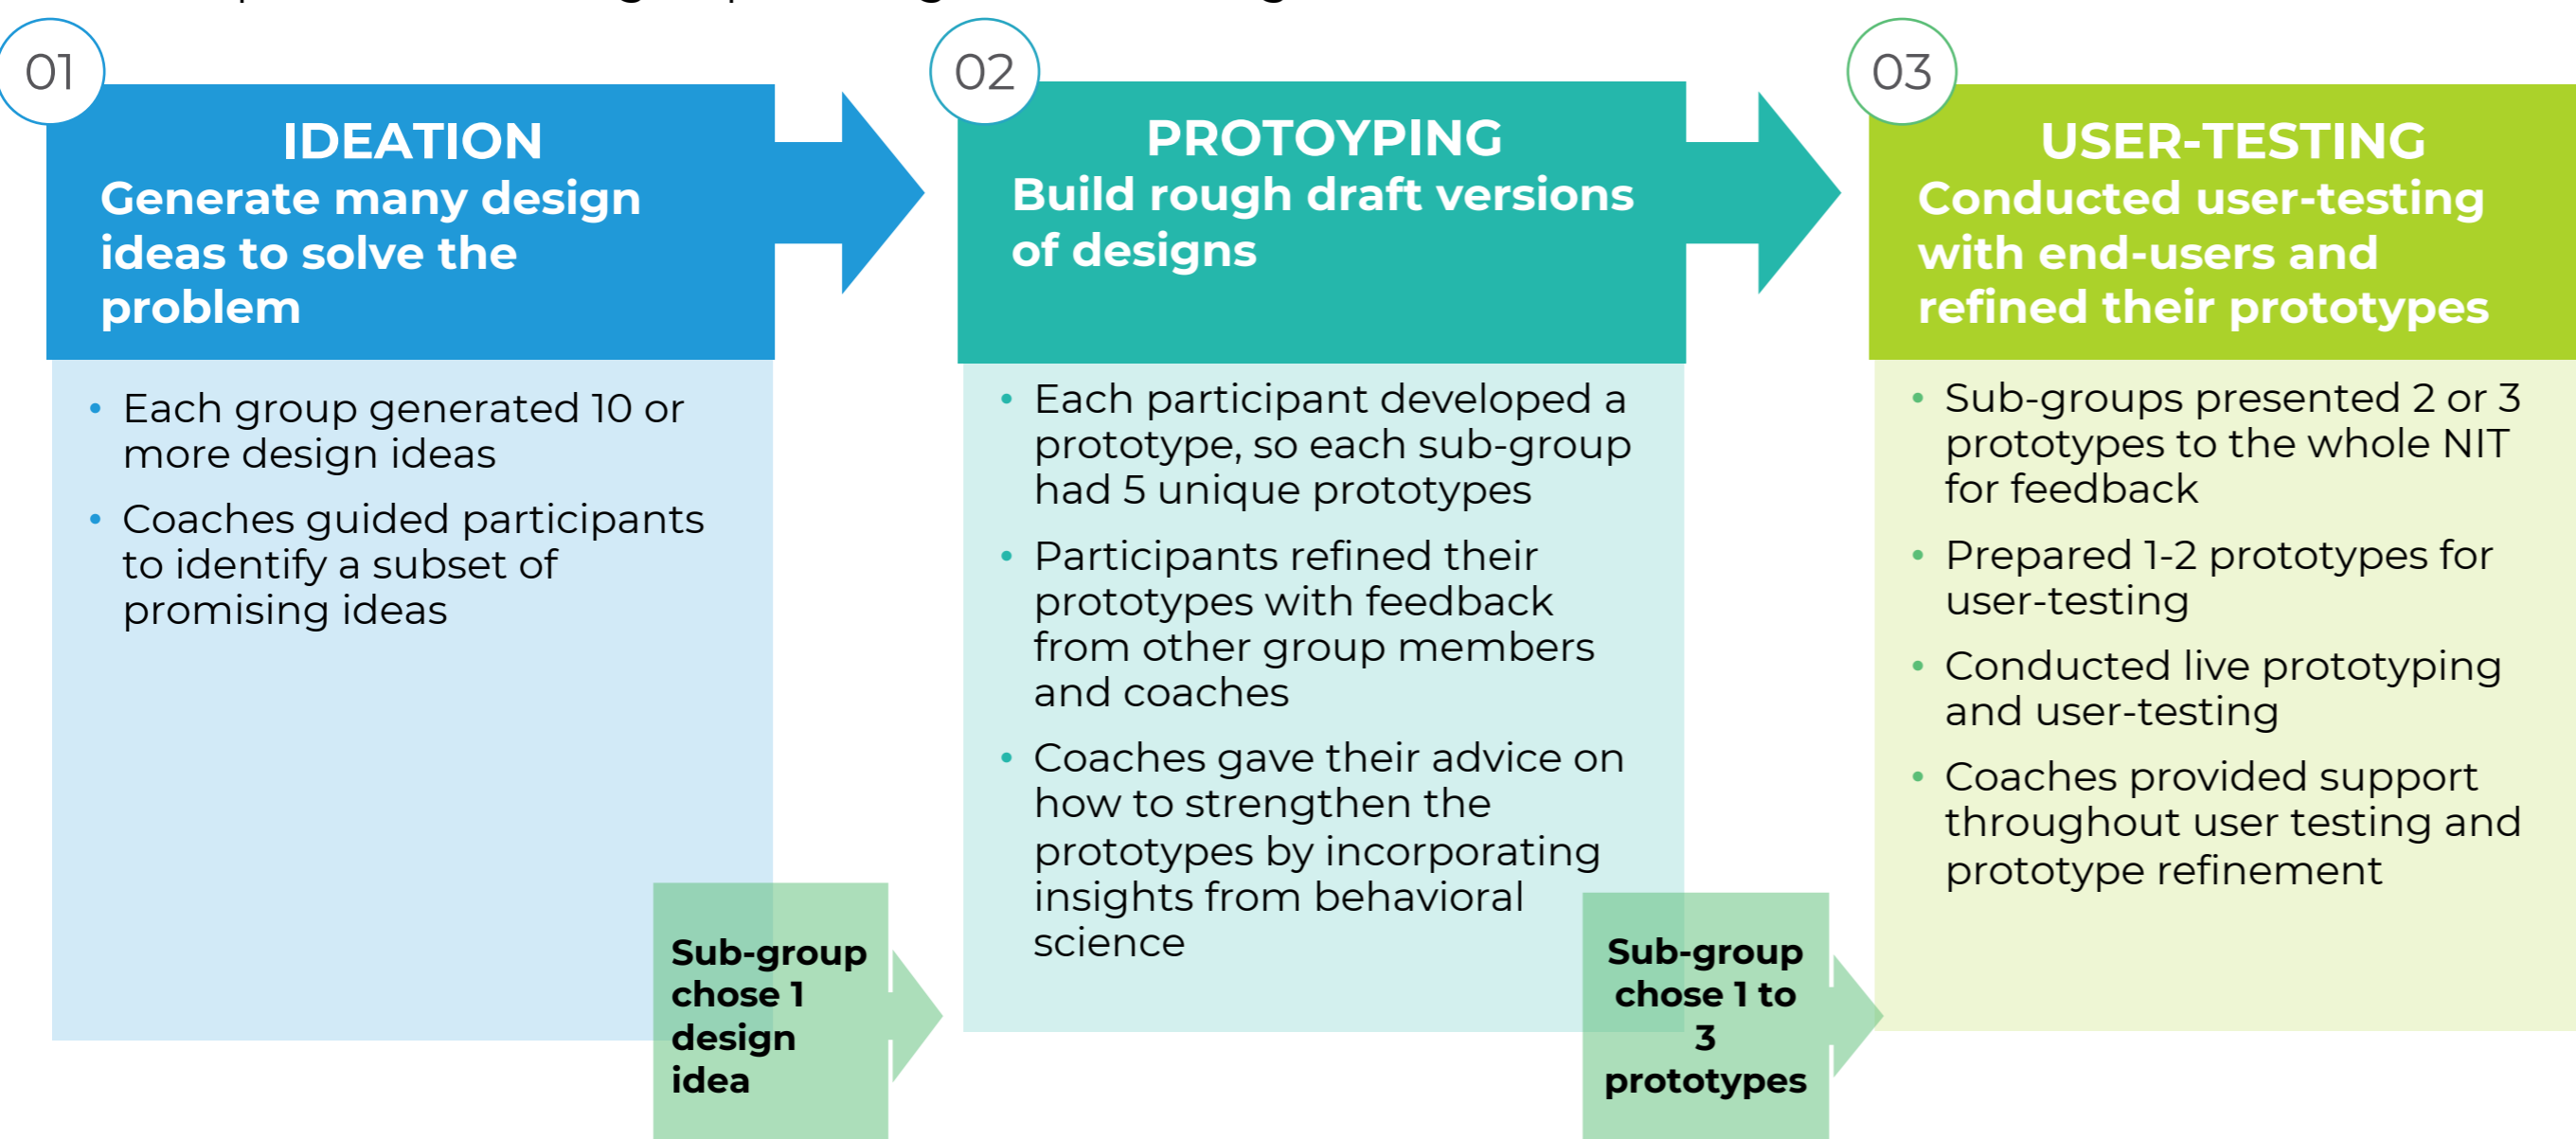 01
IDEATION
Generate many design
ideas to solve the
problem
• Each group generated 10 or
more design ideas
• Coaches guided participants
to identify a subset of
promising ideas
Sub-group
chose 1
design
idea
02
PROTOYPING
Build rough draft versions
of designs
• Each participant developed a
prototype, so each sub-group
had 5 unique prototypes
• Participants refined their
prototypes with feedback
from other group members
and coaches
• Coaches gave their advice on
how to strengthen the
prototypes by incorporating
insights from behavioral
science
Sub-group
chose 1 to
3
prototypes
03
USER-TESTING
Conducted user-testing
with end-users and
refined their prototypes
• Sub-groups presented 2 or 3
prototypes to the whole NIT
for feedback
• Prepared 1-2 prototypes for
user-testing
• Conducted live prototyping
and user-testing
• Coaches provided support
throughout user testing and
prototype refinement